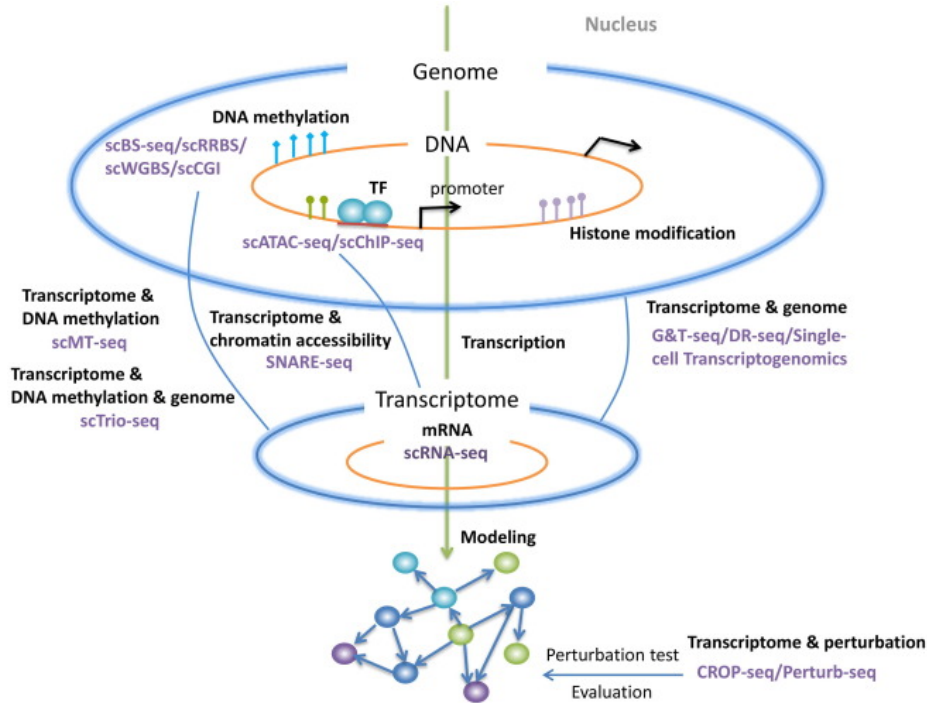 Nucleus
Genome
DNA methylation
scBS-seq/scRRBS/
scWGBS/scCGI
DNA
TF
promoter
scATAC-seq/scChIP-seq
Histone modification
Transcriptome &
DNA methylation
scMT-seq
Transcriptome &
chromatin accessibility
SNARE-seq
Transcription
Transcriptome & genome
G&T-seq/DR-seq/Single-
cell Transcriptogenomics
Transcriptome &
DNA methylation & genome
scTrio-seq
Transcriptome
mRNA
scRNA-seq
Modeling
Perturbation test
Evaluation
Transcriptome & perturbation
CROP-seq/Perturb-seq